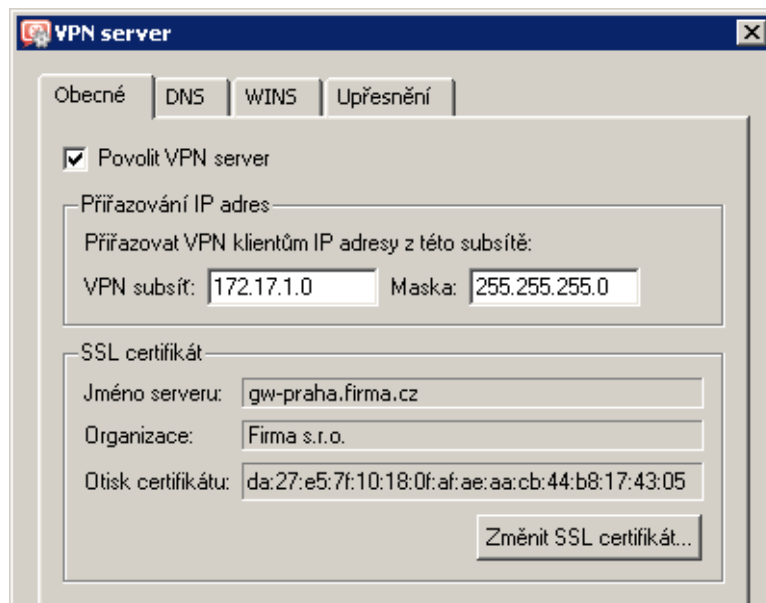 VPN server
Obecné DNS WINS Upřesnění
Povolit VPN server
Přiřazování IP adres
Přiřazovat VPN klientům IP adresy z této subsítě:
VPN subsíť: 172.17.1.0 Maska: 255.255.255.0
SSL certifikát
Jméno serveru: gw-praha.firma.cz
Organizace: Firma s.r.o.
Otisk certifikátu: da:27:e5:7f:10:18:0f:af:ae:aa:cb:44:b8:17:43:05
Změnit SSL certifikát...